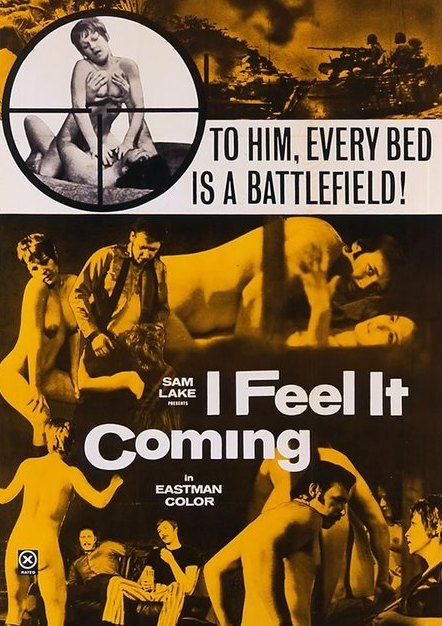 TO HIM, EVERY BED
IS A BATTLEFIELD!
SAM
LAKE
PRESENTS
I Feel It
Coming
in
EASTMAN
COLOR
X
RATED